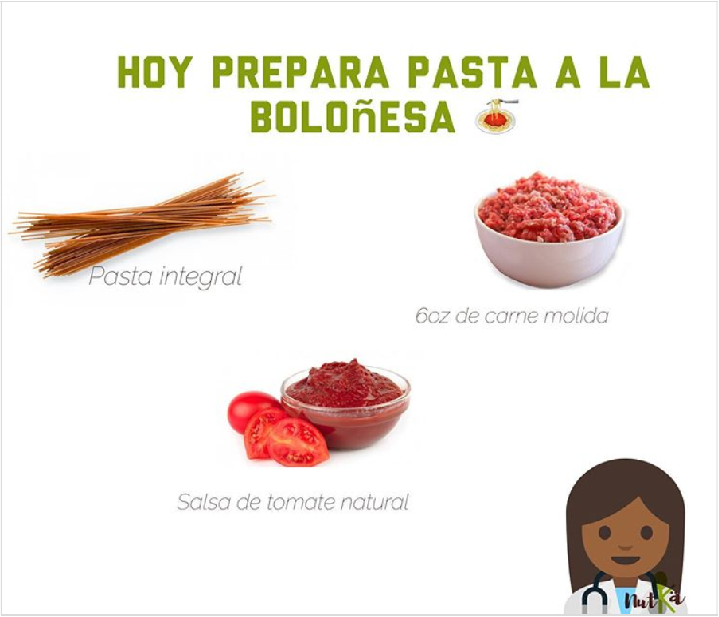 HOY PREPARA PASTA A LA
BOLOñESA
Pasta integral
6oz de carne molida
Salsa de tomate natural
NutKa